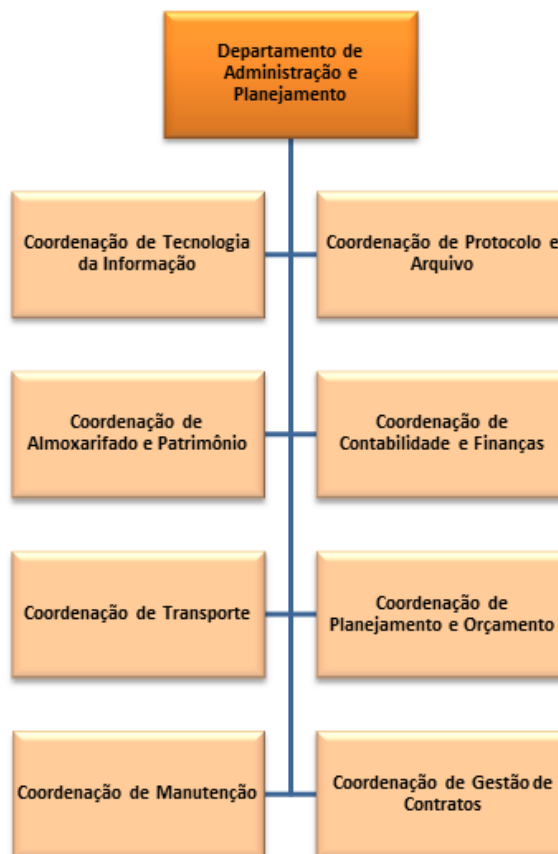 Departamento de
Administração e
Planejamento
Coordenação de Tecnologia
da Informação
Coordenação de Protocolo e
Arquivo
Coordenação de
Almoxarifado e Patrimônio
Coordenação de
Contabilidade e Finanças
Coordenação de Transporte
Coordenação de
Planejamento e Orçamento
Coordenação de Manutenção
Coordenação de Gestão de
Contratos